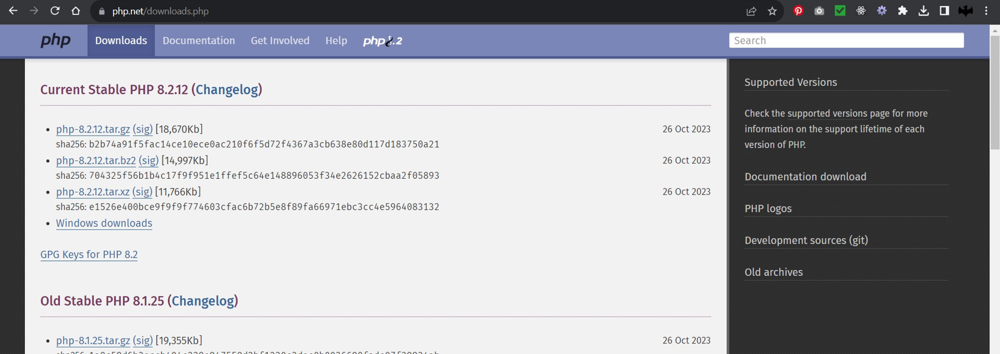 php.net/downloads.php
php Downloads Documentation Get Involved Help php8.2 Search
Current Stable PHP 8.2.12 (Changelog)
php-8.2.12.tar.gz (sig) [18,670Kb] 26 Oct 2023
sha256: b2b74a91f5fac14ce10ece0ac210f6f5d72f4367a3cb638e80d117d183750a21
php-8.2.12.tar.bz2 (sig) [14,997Kb] 26 Oct 2023
sha256: 704325f56b1b4c17f9f951e1ffef5c64e148896053f34e2626152cbaa2f05893
php-8.2.12.tar.xz (sig) [11,766Kb] 26 Oct 2023
sha256: e1526e400bce9f9f9f774603cfac6b72b5e8f89fa66971ebc3cc4e5964083132
Windows downloads
GPG Keys for PHP 8.2
Old Stable PHP 8.1.25 (Changelog)
php-8.1.25.tar.gz (sig) [19,355Kb] 26 Oct 2023
Supported Versions
Check the supported versions page for more
information on the support lifetime of each
version of PHP.
Documentation download
PHP logos
Development sources (git)
Old archives